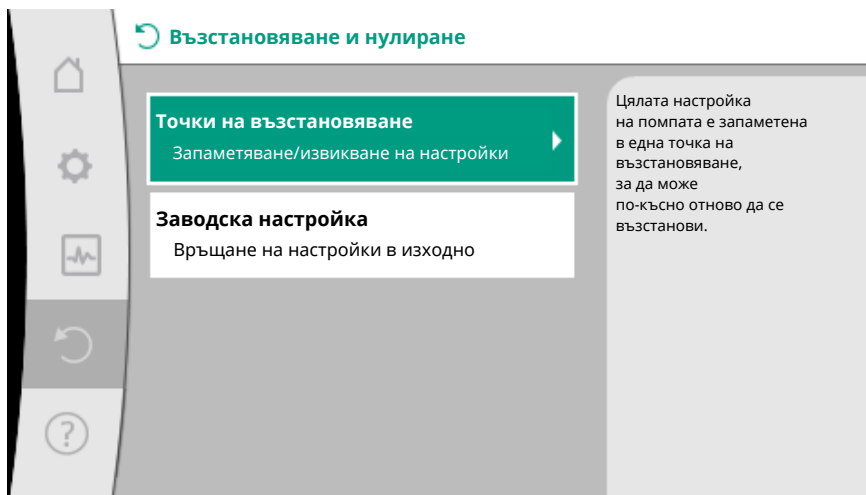 Възстановяване и нулиране
Точки на възстановяване
Запаметяване/извикване на настройки
Заводска настройка
Връщане на настройки в изходно
Цялата настройка
на помпата е запаметена
в една точка на
възстановяване,
за да може
по-късно отново да се
възстанови.
?